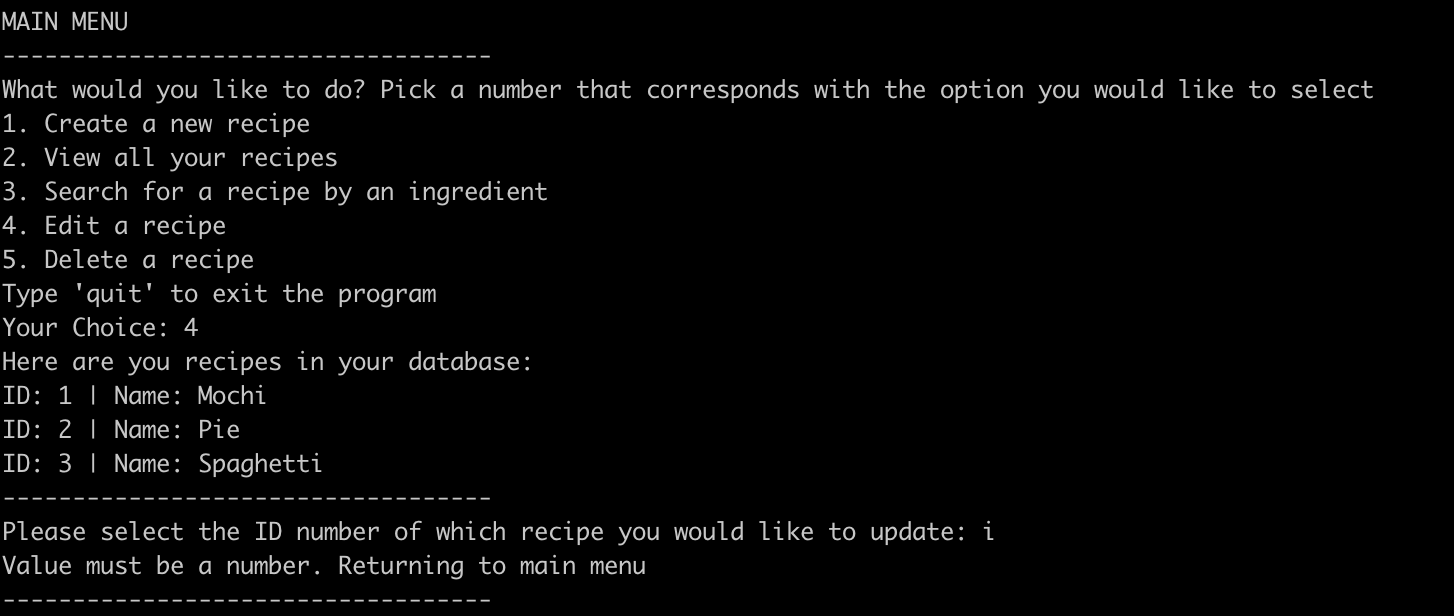 MAIN MENU
-----------------------------------
What would you like to do? Pick a number that corresponds with the option you would like to select
1. Create a new recipe
2. View all your recipes
3. Search for a recipe by an ingredient
4. Edit a recipe
5. Delete a recipe
Type 'quit' to exit the program
Your Choice: 4
Here are you recipes in your database:
ID: 1 | Name: Mochi
ID: 2 | Name: Pie
ID: 3 | Name: Spaghetti
-----------------------------------
Please select the ID number of which recipe you would like to update: i
Value must be a number. Returning to main menu
-----------------------------------